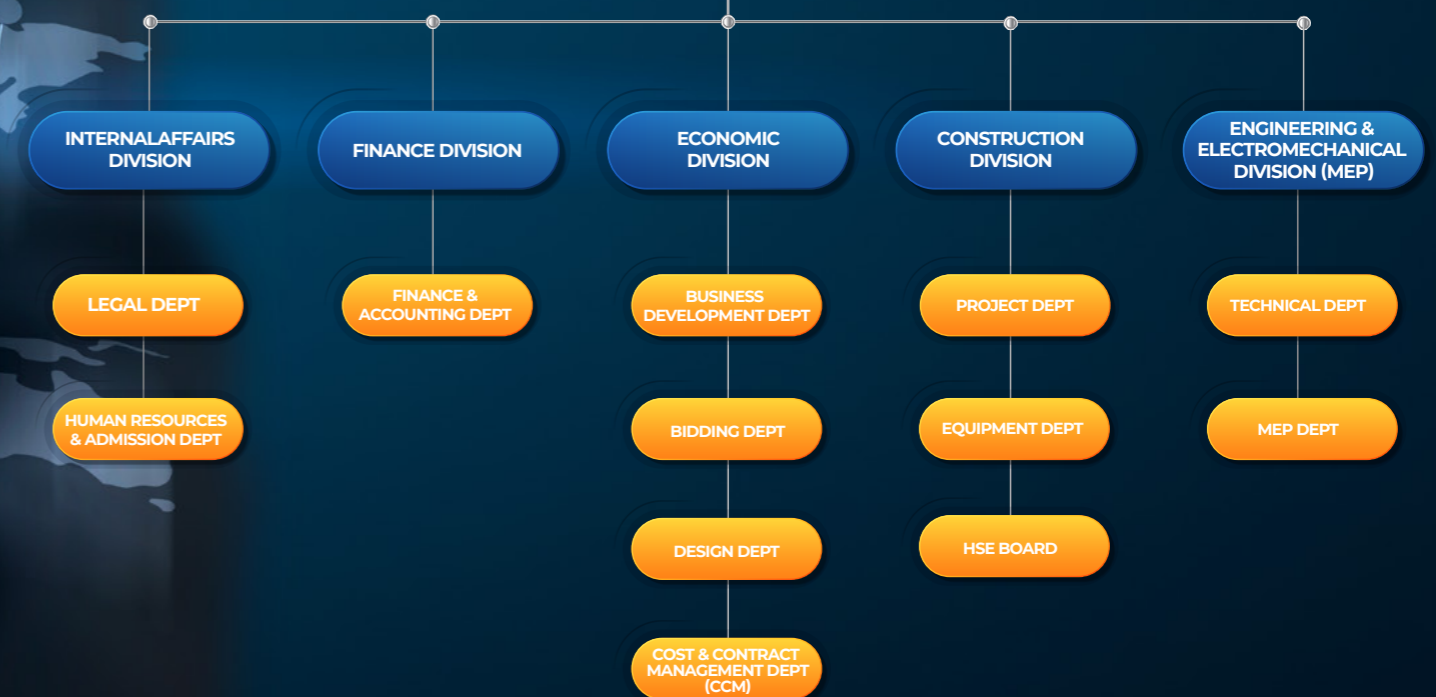 INTERNALAFFAIRS
DIVISION
FINANCE DIVISION
ECONOMIC
DIVISION
CONSTRUCTION
DIVISION
ENGINEERING &
ELECTROMECHANICAL
DIVISION (MEP)
LEGAL DEPT
FINANCE &
ACCOUNTING DEPT
BUSINESS
DEVELOPMENT DEPT
PROJECT DEPT
TECHNICAL DEPT
HUMAN RESOURCES
& ADMISSION DEPT
BIDDING DEPT
EQUIPMENT DEPT
MEP DEPT
DESIGN DEPT
HSE BOARD
COST & CONTRACT
MANAGEMENT DEPT
(CCM)